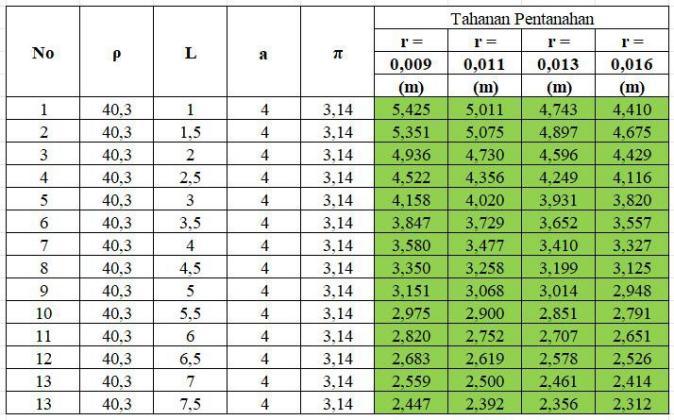 Tahanan Pentanahan
No ρ L a π r = r = r = r =
0,009 0,011 0,013 0,016
(m) (m) (m) (m)
1 40,3 1 4 3,14 5,425 5,011 4,743 4,410
2 40,3 1,5 4 3,14 5,351 5,075 4,897 4,675
3 40,3 2 4 3,14 4,936 4,730 4,596 4,429
4 40,3 2,5 4 3,14 4,522 4,356 4,249 4,116
5 40,3 3 4 3,14 4,158 4,020 3,931 3,820
6 40,3 3,5 4 3,14 3,847 3,729 3,652 3,557
7 40,3 4 4 3,14 3,580 3,477 3,410 3,327
8 40,3 4,5 4 3,14 3,350 3,258 3,199 3,125
9 40,3 5 4 3,14 3,151 3,068 3,014 2,948
10 40,3 5,5 4 3,14 2,975 2,900 2,851 2,791
11 40,3 6 4 3,14 2,820 2,752 2,707 2,651
12 40,3 6,5 4 3,14 2,683 2,619 2,578 2,526
13 40,3 7 4 3,14 2,559 2,500 2,461 2,414
13 40,3 7,5 4 3,14 2,447 2,392 2,356 2,312